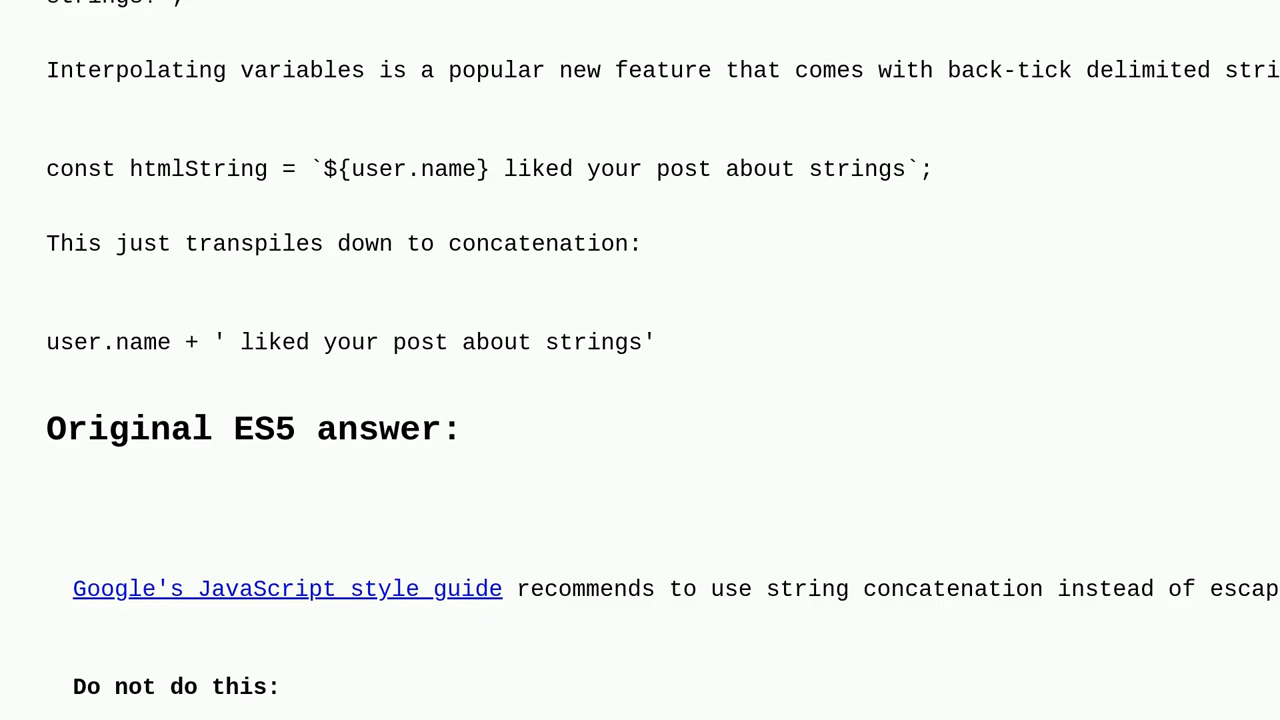 Interpolating variables is a popular new feature that comes with back-tick delimited
const htmlString = `${user.name} liked your post about strings`;
This just transpiles down to concatenation:
user.name + ' liked your post about strings'
Original ES5 answer:
Google's JavaScript style guide recommends to use string concatenation instead of
Do not do this: